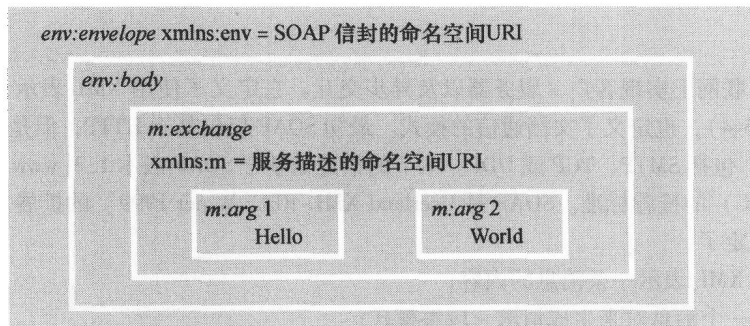 env:envelope xmlns:env = SOAP 信封的命名空间URI
env:body
m:exchange
xmlns:m = 服务描述的命名空间URI
m:arg 1
Hello
m:arg 2
World